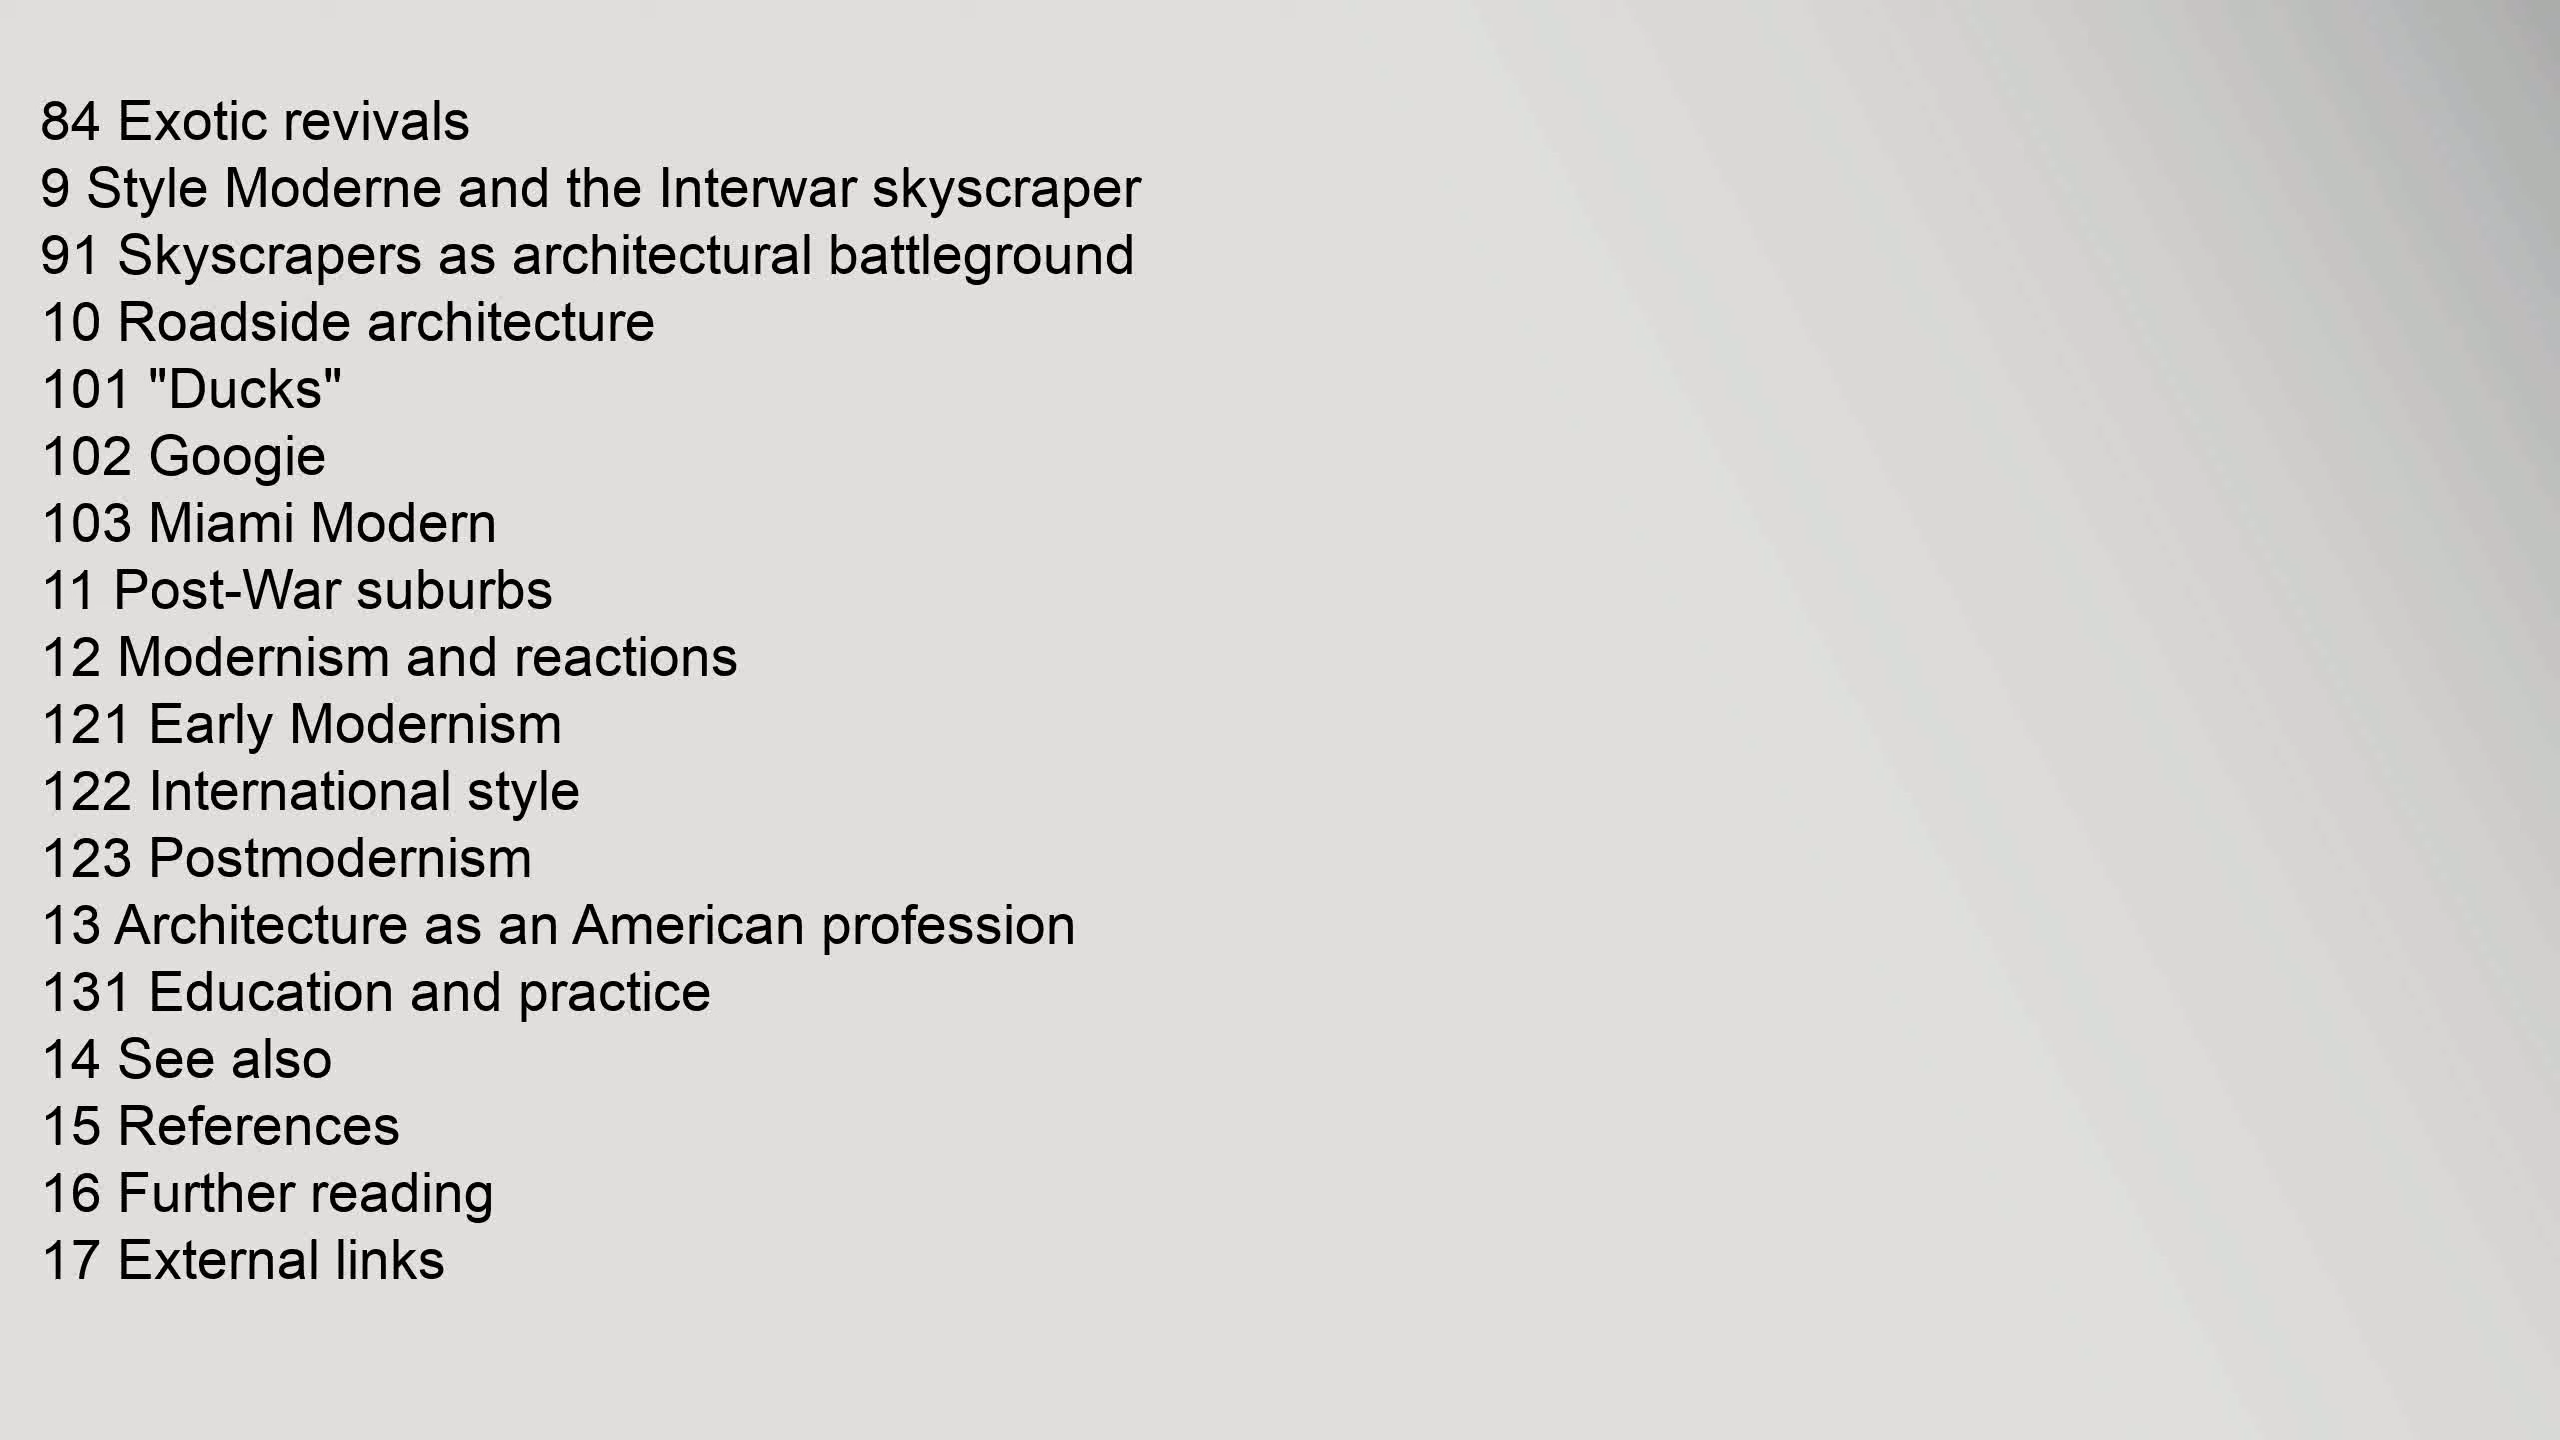 84 Exotic revivals
9 Style Moderne and the Interwar skyscraper
91 Skyscrapers as architectural battleground
10 Roadside architecture
101 "Ducks"
102 Googie
103 Miami Modern
11 Post-War suburbs
12 Modernism and reactions
121 Early Modernism
122 International style
123 Postmodernism
13 Architecture as an American profession
131 Education and practice
14 See also
15 References
16 Further reading
17 External links